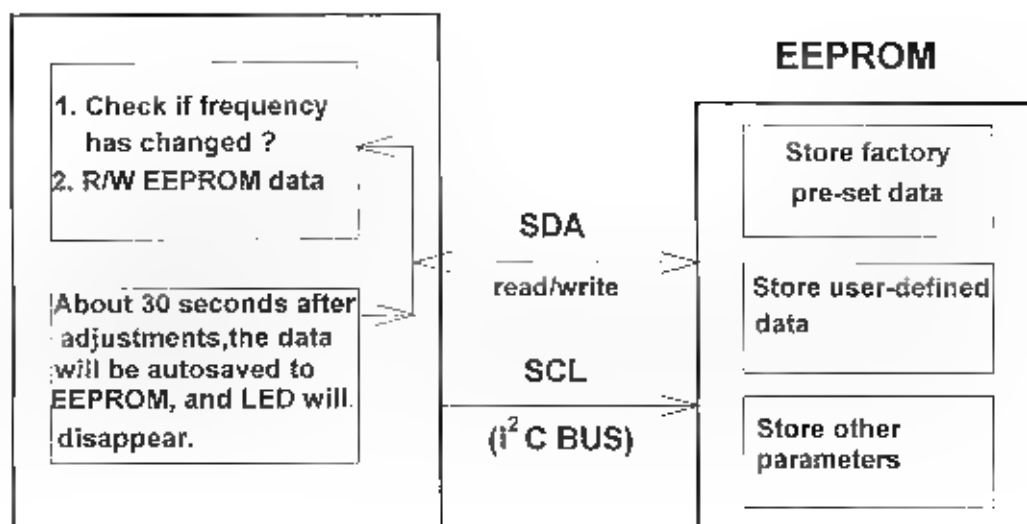 1. Check if frequency
has changed ?
2. R/W EEPROM data
About 30 seconds after
adjustments,the data
will be autosaved to
EEPROM, and LED will.
disappear.
SDA
read/write
SCL
(i² C BUS)
EEPROM
Store factory
pre-set data
Store user-defined
data
Store other
parameters